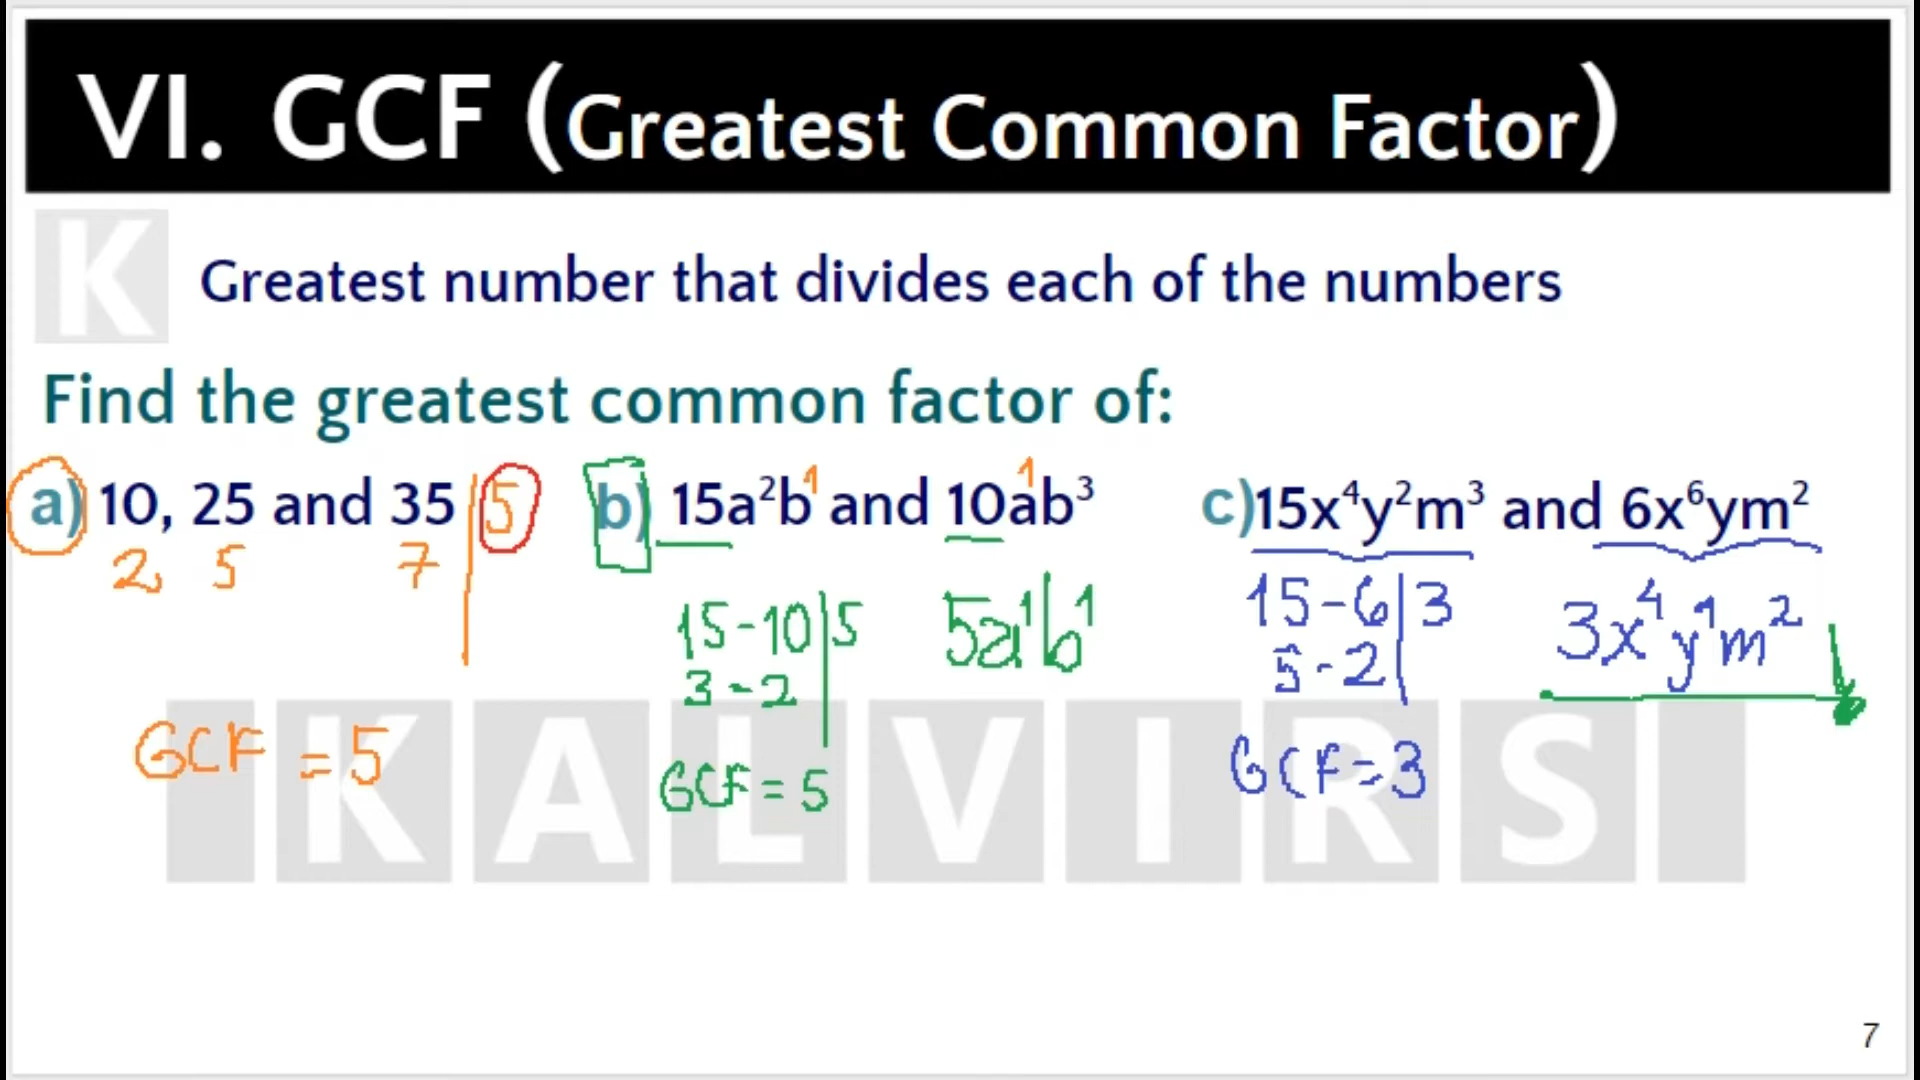 VI. GCF (Greatest Common Factor)
K
Greatest number that divides each of the numbers
Find the greatest common factor of:
a) 10, 25 and 35 | 5
2 5 7
GCF = 5
b) 15a²b¹ and 10a¹b³
15 - 10 | 5
3 - 2
5a¹b¹
GCF = 5
c) 15x⁴y²m³ and 6x⁶ym²
15 - 6 | 3
5 - 2
3x⁴y¹m²
GCF = 3
KALVIRS
7